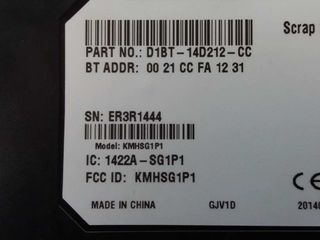 Scrap
PART NO.: D1BT-14D212-CC
BT ADDR: 00 21 CC FA 12 31
SN: ER3R1444
Model: KMHSG1P1
IC: 1422A-SG1P1
FCC ID: KMHSG1P1
CE
MADE IN CHINA GJV1D 2014